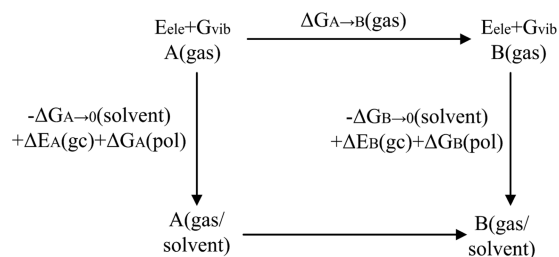 Eele+Gvib
A(gas)
ΔGA→B(gas)
Eele+Gvib
B(gas)
-ΔGA→0(solvent)
+ΔEA(gc)+ΔGA(pol)
-ΔGB→0(solvent)
+ΔEB(gc)+ΔGB(pol)
A(gas/
solvent)
B(gas/
solvent)